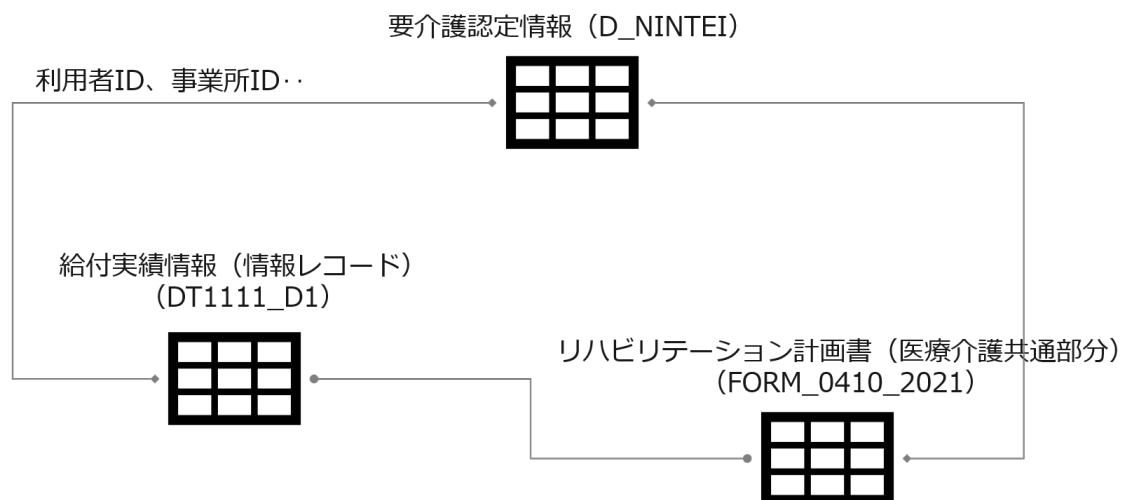 要介護認定情報（D_NINTEI）
利用者ID、事業所ID‥
給付実績情報（情報レコード）
（DT1111_D1）
リハビリテーション計画書（医療介護共通部分）
（FORM_0410_2021）